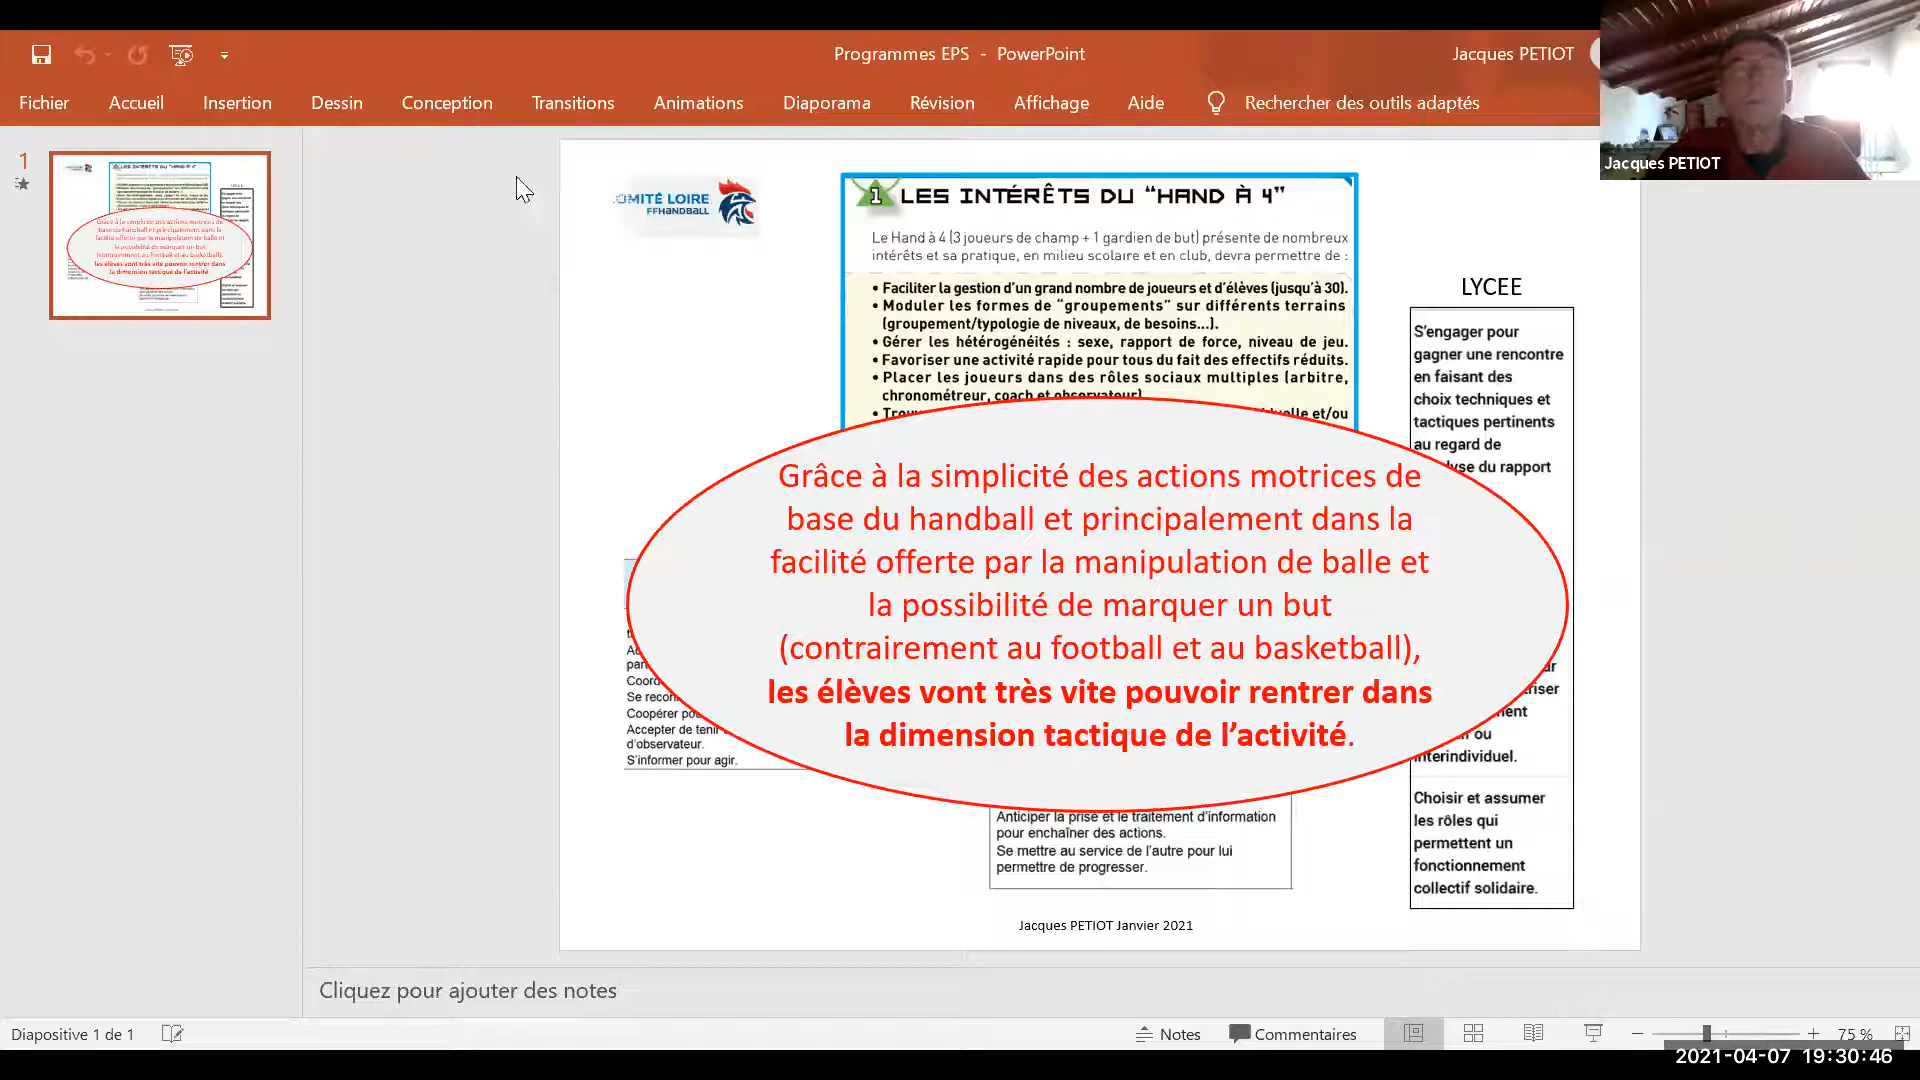 Programmes EPS - PowerPoint
Jacques PETIOT
Fichier
Accueil
Insertion
Dessin
Conception
Transitions
Animations
Diaporama
Révision
Affichage
Aide
Rechercher des outils adaptés
Jacques PETIOT
1
OMITÉ LOIRE
FFHANDBALL
1 LES INTÉRÊTS DU “HAND À 4”
Le Hand à 4 (3 joueurs de champ + 1 gardien de but) présente de nombreux
intérêts et sa pratique, en milieu scolaire et en club, devra permettre de :
• Faciliter la gestion d’un grand nombre de joueurs et d’élèves (jusqu’à 30).
• Moduler les formes de “groupements” sur différents terrains
(groupement/typologie de niveaux, de besoins...).
• Gérer les hétérogénéités : sexe, rapport de force, niveau de jeu.
• Favoriser une activité rapide pour tous du fait des effectifs réduits.
• Placer les joueurs dans des rôles sociaux multiples (arbitre,
chronométreur, coach et observateur).
et/ou
LYCEE
S’engager pour
gagner une rencontre
en faisant des
choix techniques et
tactiques pertinents
au regard de
du rapport
ou
interindividuel.
Choisir et assumer
les rôles qui
permettent un
fonctionnement
collectif solidaire.
Grâce à la simplicité des actions motrices de
base du handball et principalement dans la
facilité offerte par la manipulation de balle et
la possibilité de marquer un but
(contrairement au football et au basketball),
les élèves vont très vite pouvoir rentrer dans
la dimension tactique de l’activité.
Coopérer
Accepter de tenir
d’observateur.
S’informer pour agir.
Anticiper la prise et le traitement d’information
pour enchaîner des actions.
Se mettre au service de l’autre pour lui
permettre de progresser.
Jacques PETIOT Janvier 2021
Cliquez pour ajouter des notes
Diapositive 1 de 1
Notes
Commentaires
75 %
2021-04-07 19:30:46